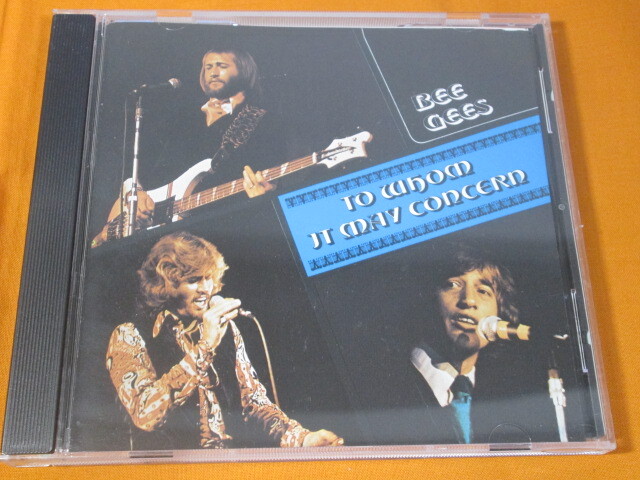 BEE
GEES
TO WHOM
IT MAY CONCERN